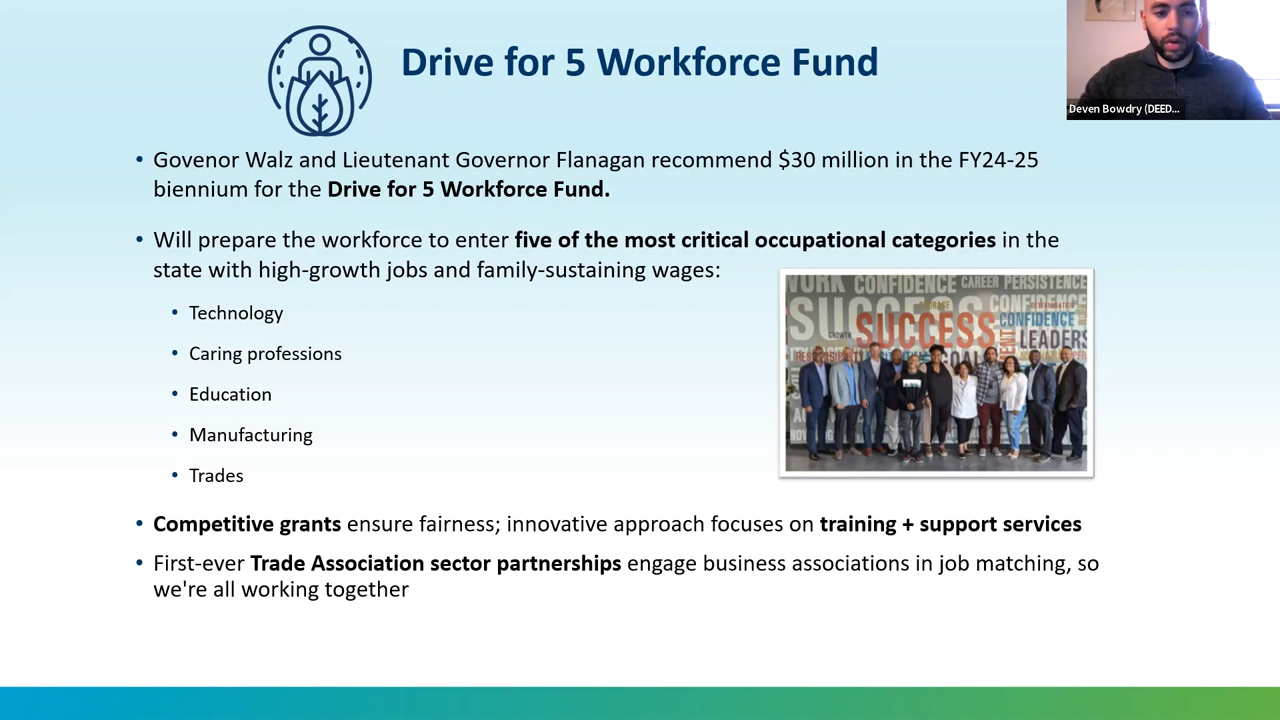 Drive for 5 Workforce Fund
Deven Bowdry (DEED...
• Govenor Walz and Lieutenant Governor Flanagan recommend $30 million in the FY24-25
biennium for the Drive for 5 Workforce Fund.
• Will prepare the workforce to enter five of the most critical occupational categories in the
state with high-growth jobs and family-sustaining wages:
• Technology
• Caring professions
• Education
• Manufacturing
• Trades
WORK CONFIDENCE CAREER PERSISTENCE
SUCCESS CONFIDENCE
GROWTH SUCCESS CONFIDENCE
LEADERS
• Competitive grants ensure fairness; innovative approach focuses on training + support services
• First-ever Trade Association sector partnerships engage business associations in job matching, so
we're all working together